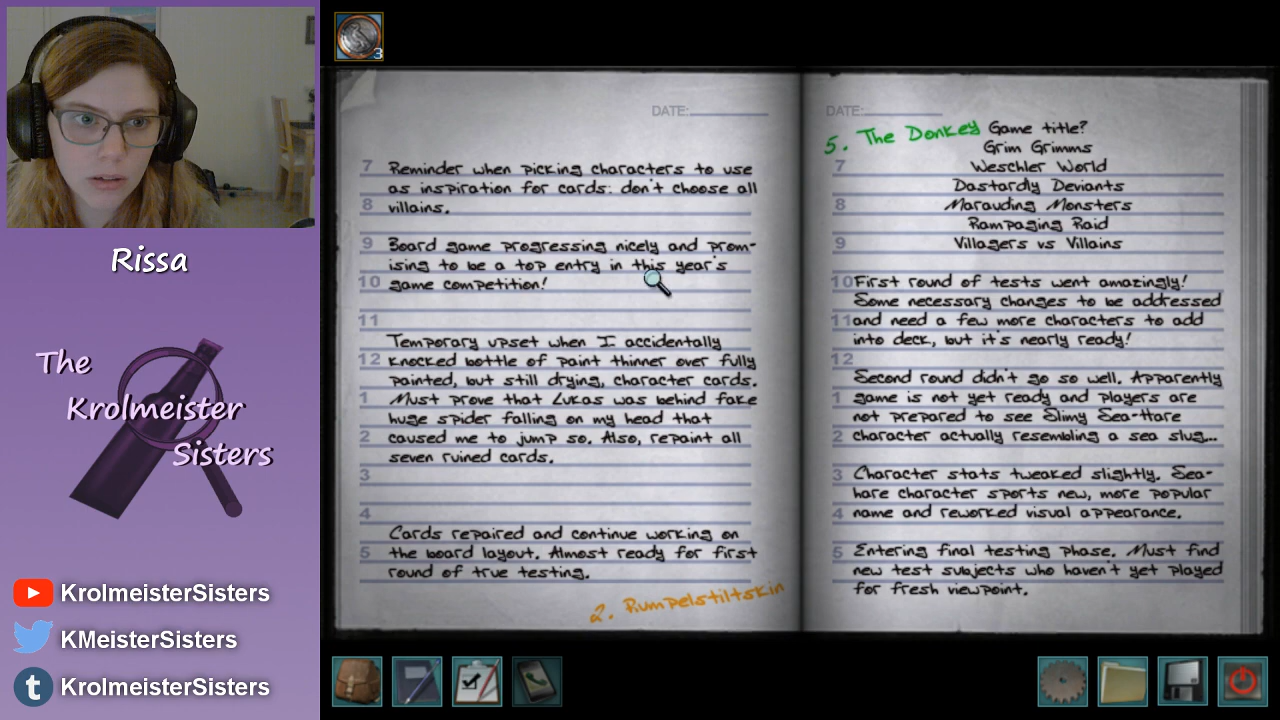 3
Rissa
The
Krolmeister
Sisters
KrolmeisterSisters
KMeisterSisters
KrolmeisterSisters
DATE:
7 Reminder when picking characters to use
as inspiration for cards: don't choose all
8 villains.
9 Board game progressing nicely and prom-
ising to be a top entry in this year's
10 game competition!
11
Temporary upset when I accidentally
12 knocked bottle of paint thinner over fully
painted, but still drying, character cards.
1 Must prove that Lukas was behind fake
huge spider falling on my head that
2 caused me to jump so. Also, repaint all
seven ruined cards.
3
4
Cards repaired and continue working on
5 the board layout. Almost ready for first
round of true testing.
2. Rumpelstiltskin
DATE:
5. The Donkey Game title?
Grim Grimms
7 Weschler World
Dastardly Deviants
8 Marauding Monsters
Rampaging Raid
9 Villagers vs Villains
10 First round of tests went amazingly!
Some necessary changes to be addressed
11 and need a few more characters to add
into deck, but it's nearly ready!
12
Second round didn't go so well. Apparently
1 game is not yet ready and players are
not prepared to see Slimy Sea-Hare
2 character actually resembling a sea slug...
3 Character stats tweaked slightly. Sea-
hare character sports new, more popular
4 name and reworked visual appearance.
5 Entering final testing phase. Must find
new test subjects who haven't yet played
for fresh viewpoint.